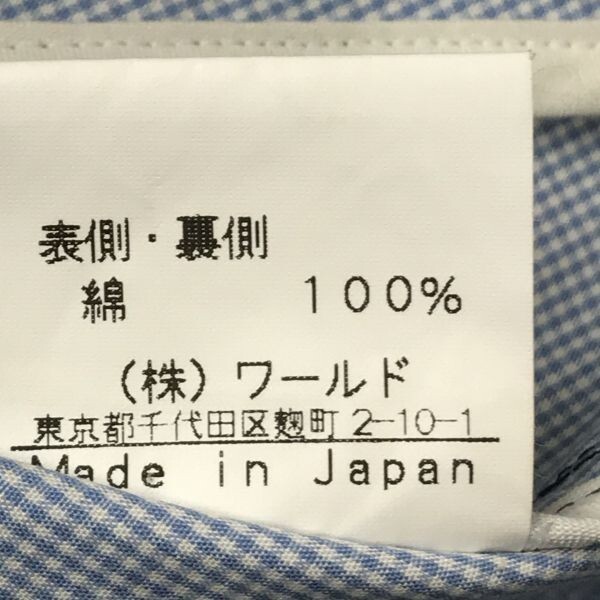 表側・裏側
綿 100%
(株)ワールド
東京都千代田区麹町2-10-1
Made in Japan